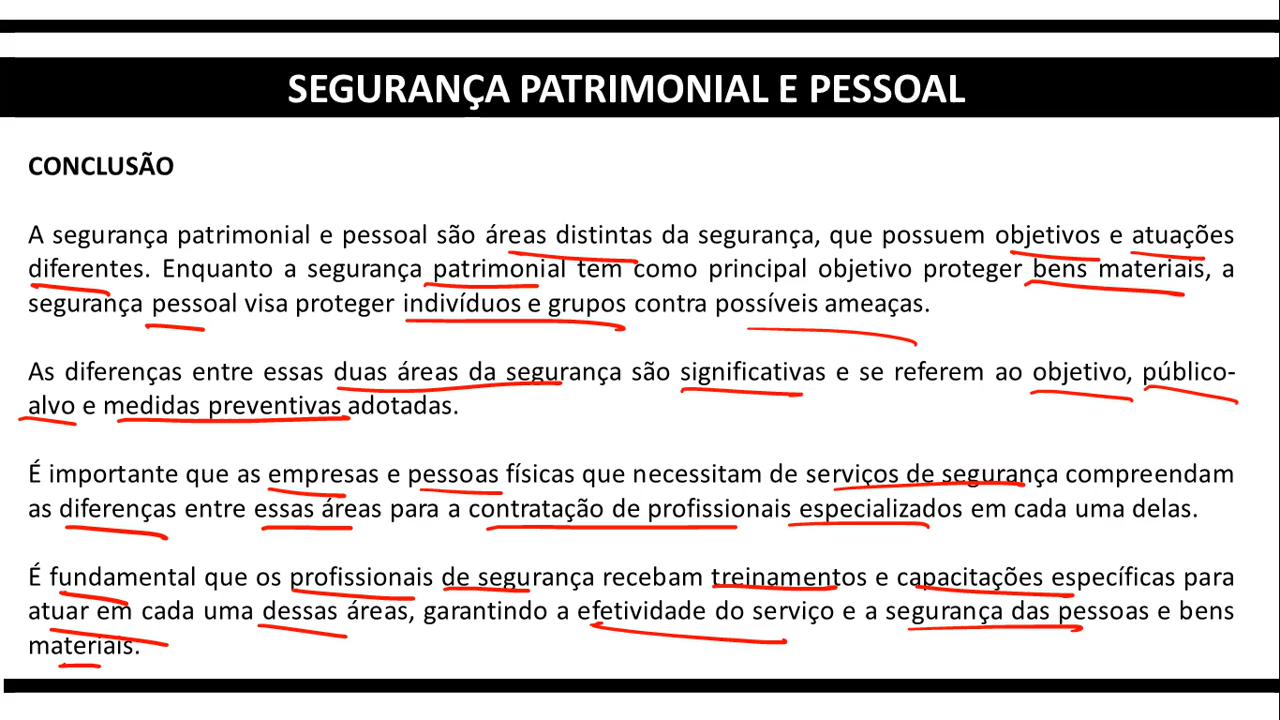 SEGURANÇA PATRIMONIAL E PESSOAL
CONCLUSÃO
A segurança patrimonial e pessoal são áreas distintas da segurança, que possuem objetivos e atuações
diferentes. Enquanto a segurança patrimonial tem como principal objetivo proteger bens materiais, a
segurança pessoal visa proteger indivíduos e grupos contra possíveis ameaças.
As diferenças entre essas duas áreas da segurança são significativas e se referem ao objetivo, público-
alvo e medidas preventivas adotadas.
É importante que as empresas e pessoas físicas que necessitam de serviços de segurança compreendam
as diferenças entre essas áreas para a contratação de profissionais especializados em cada uma delas.
É fundamental que os profissionais de segurança recebam treinamentos e capacitações específicas para
atuar em cada uma dessas áreas, garantindo a efetividade do serviço e a segurança das pessoas e bens
materiais.